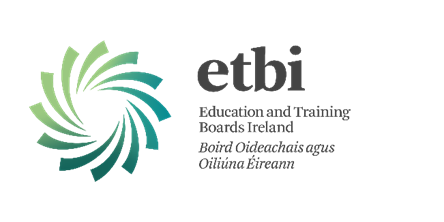 etbi
Education and Training
Boards Ireland
Boird Oideachais agus
Oiliúna Éireann